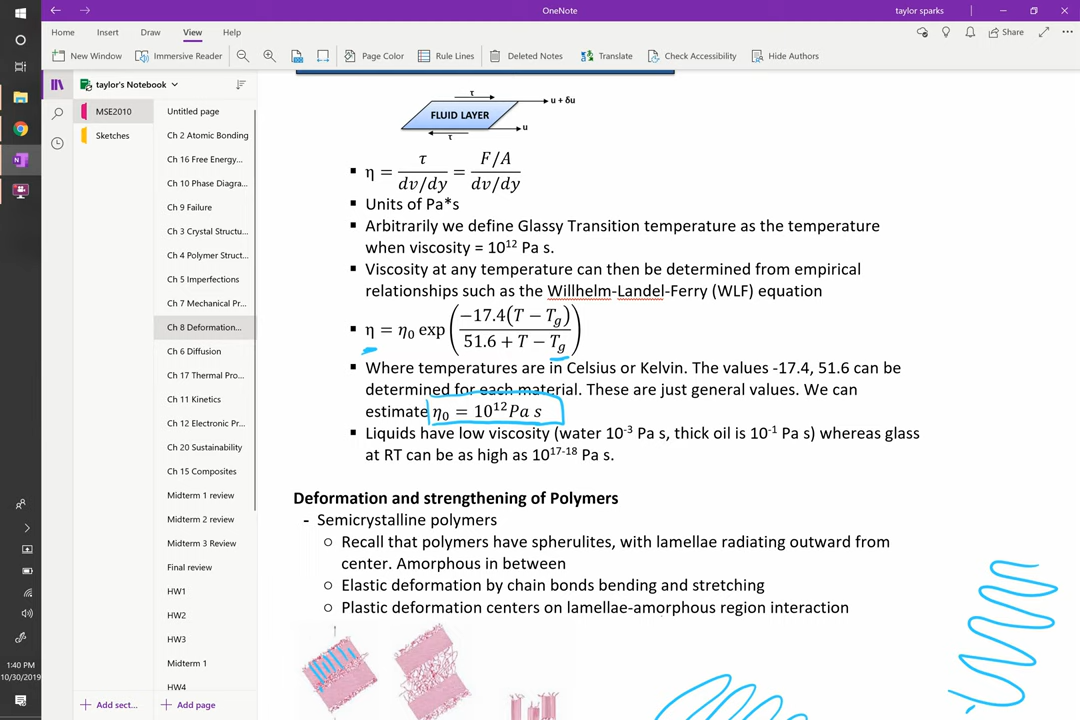 OneNote
taylor sparks
Home Insert Draw View Help
Share
New Window Immersive Reader Page Color Rule Lines Deleted Notes Translate Check Accessibility Hide Authors
taylor's Notebook
MSE2010
Sketches
Untitled page
Ch 2 Atomic Bonding
Ch 16 Free Energy...
Ch 10 Phase Diagra...
Ch 9 Failure
Ch 3 Crystal Structu...
Ch 4 Polymer Struct...
Ch 5 Imperfections
Ch 7 Mechanical Pr...
Ch 8 Deformation...
Ch 6 Diffusion
Ch 17 Thermal Pro...
Ch 11 Kinetics
Ch 12 Electronic Pr...
Ch 20 Sustainability
Ch 15 Composites
Midterm 1 review
Midterm 2 review
Midterm 3 Review
Final review
HW1
HW2
HW3
Midterm 1
HW4
+ Add sect...
+ Add page
τ
u + δu
FLUID LAYER
u
τ
▪ η = τ / (dv/dy) = (F/A) / (dv/dy)
▪ Units of Pa*s
▪ Arbitrarily we define Glassy Transition temperature as the temperature
when viscosity = 10¹² Pa s.
▪ Viscosity at any temperature can then be determined from empirical
relationships such as the Willhelm-Landel-Ferry (WLF) equation
▪ η = η₀ exp((−17.4(T − T_g)) / (51.6 + T − T_g))
▪ Where temperatures are in Celsius or Kelvin. The values -17.4, 51.6 can be
determined for each material. These are just general values. We can
estimate η₀ = 10¹² Pa s
▪ Liquids have low viscosity (water 10⁻³ Pa s, thick oil is 10⁻¹ Pa s) whereas glass
at RT can be as high as 10¹⁷⁻¹⁸ Pa s.
Deformation and strengthening of Polymers
- Semicrystalline polymers
○ Recall that polymers have spherulites, with lamellae radiating outward from
center. Amorphous in between
○ Elastic deformation by chain bonds bending and stretching
○ Plastic deformation centers on lamellae-amorphous region interaction
1:40 PM
10/30/2019